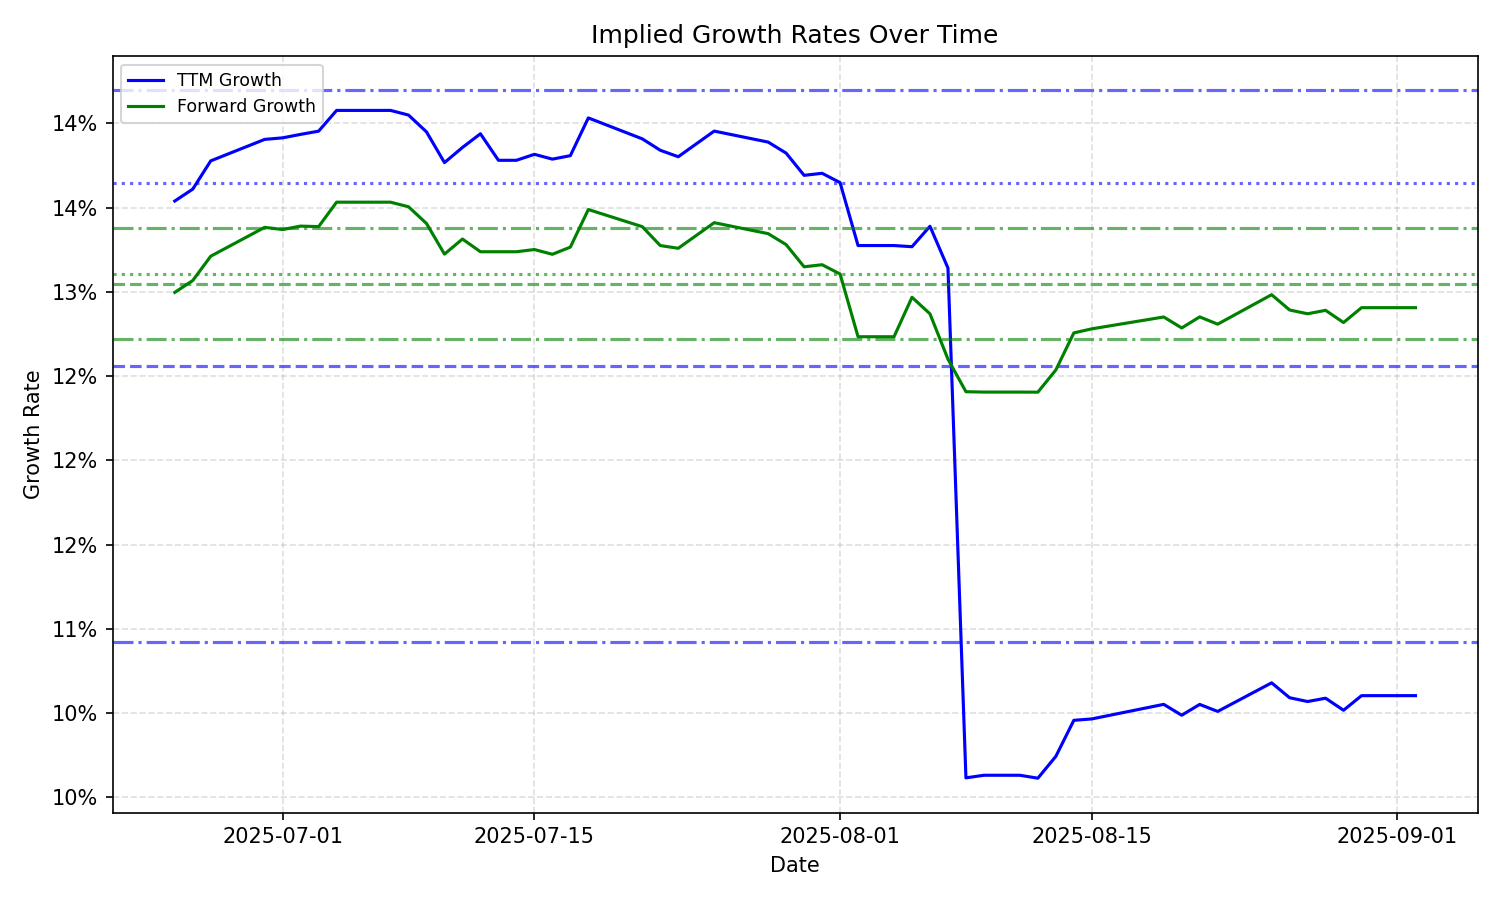 Implied Growth Rates Over Time
TTM Growth
Forward Growth
14%
14%
13%
12%
12%
12%
11%
10%
10%
Growth Rate
2025-07-01
2025-07-15
2025-08-01
2025-08-15
2025-09-01
Date